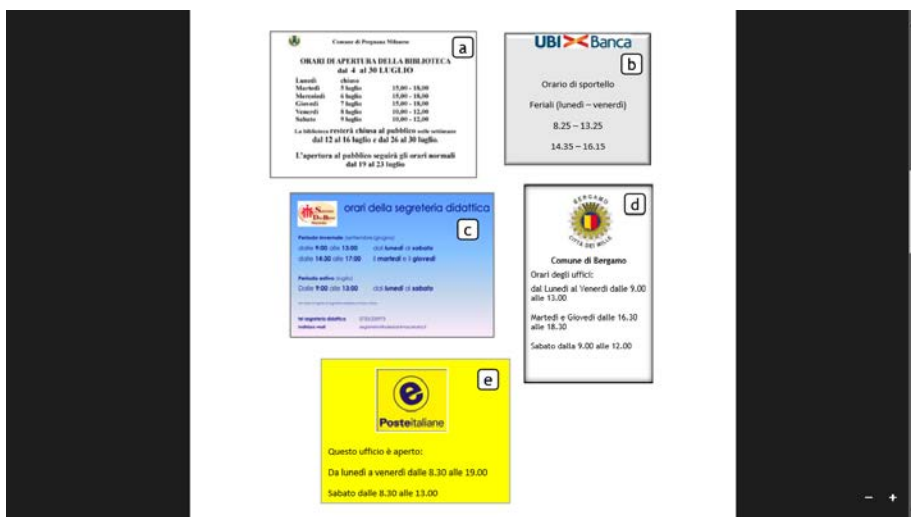 a
Comune di Pregnana Milanese
ORARI DI APERTURA DELLA BIBLIOTECA
dal 4 al 30 LUGLIO
Lunedì chiuso
Martedì 5 luglio 15,00 - 18,00
Mercoledì 6 luglio 15,00 - 18,00
Giovedì 7 luglio 15,00 - 18,00
Venerdì 8 luglio 10,00 - 12,00
Sabato 9 luglio 10,00 - 12,00
La biblioteca resterà chiusa al pubblico nelle settimane
dal 12 al 16 luglio e dal 26 al 30 luglio.
L'apertura al pubblico seguirà gli orari normali
dal 19 al 23 luglio
UBI Banca
b
Orario di sportello
Feriali (lunedì – venerdì)
8.25 – 13.25
14.35 – 16.15
orari della segreteria didattica
c
Periodo invernale (settembre/giugno)
dalle 9:00 alle 13:00 dal lunedì al sabato
dalle 14:30 alle 17:00 il martedì e il giovedì
Periodo estivo (luglio)
Dalle 9:00 alle 13:00 dal lunedì al sabato
tel segreteria didattica
indirizzo mail
BERGAMO
d
CITTÀ DEI MILLE
Comune di Bergamo
Orari degli uffici:
dal Lunedì al Venerdì dalle 9.00
alle 13.00
Martedì e Giovedì dalle 16.30
alle 18.30
Sabato dalla 9.00 alle 12.00
e
e
Posteitaliane
Questo ufficio è aperto:
Da lunedì a venerdì dalle 8.30 alle 19.00
Sabato dalle 8.30 alle 13.00